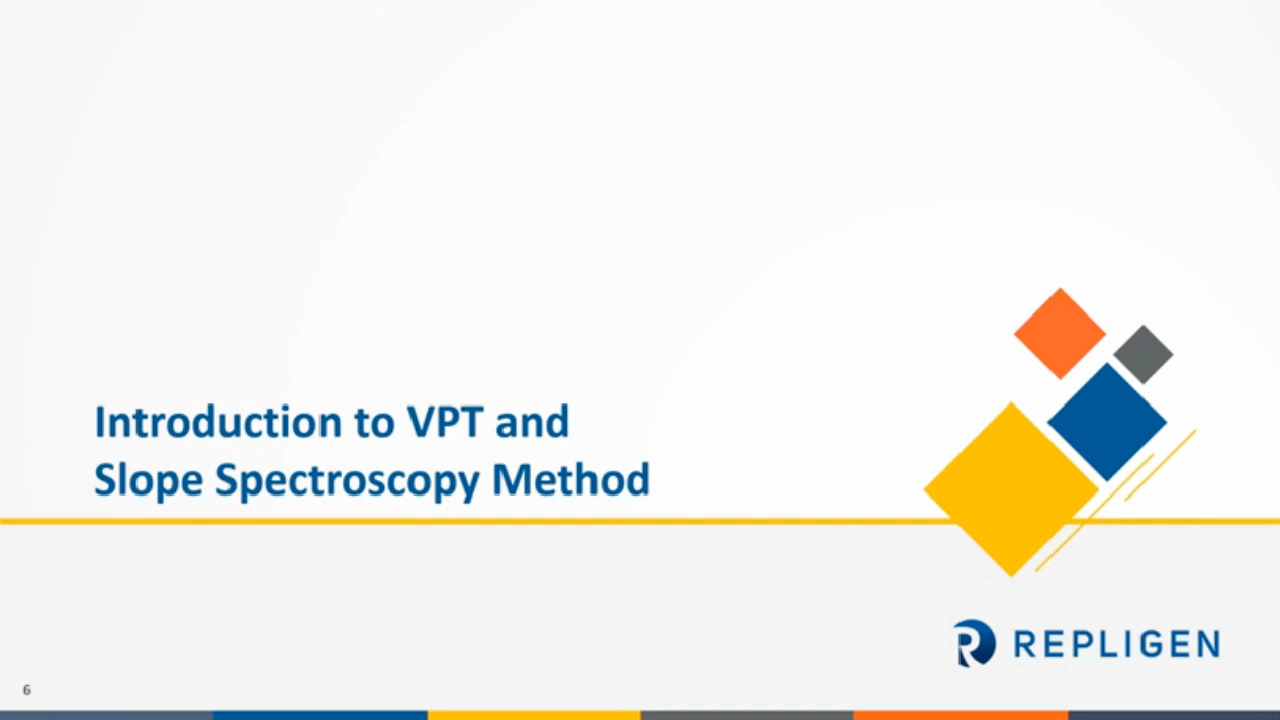 Introduction to VPT and
Slope Spectroscopy Method
REPLIGEN
6